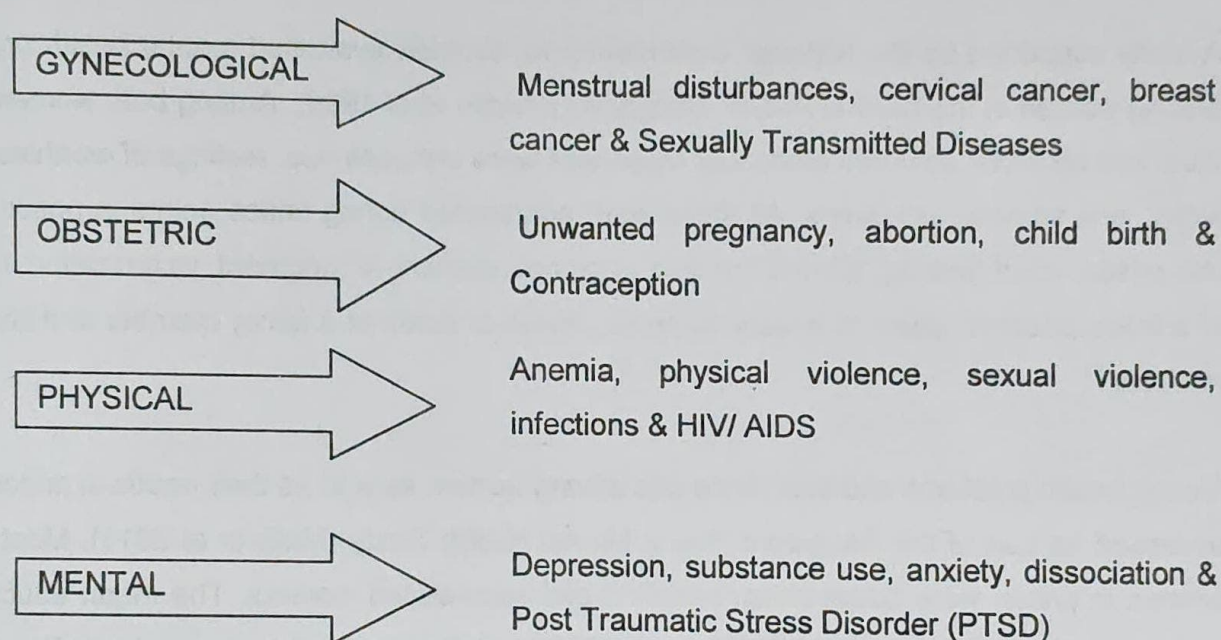 GYNECOLOGICAL
Menstrual disturbances, cervical cancer, breast
cancer & Sexually Transmitted Diseases
OBSTETRIC
Unwanted pregnancy, abortion, child birth &
Contraception
PHYSICAL
Anemia, physical violence, sexual violence,
infections & HIV/ AIDS
MENTAL
Depression, substance use, anxiety, dissociation &
Post Traumatic Stress Disorder (PTSD)